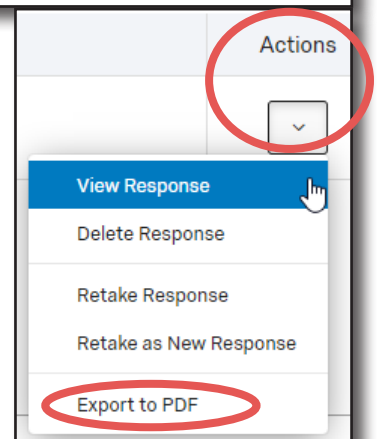 Actions
View Response
Delete Response
Retake Response
Retake as New Response
Export to PDF